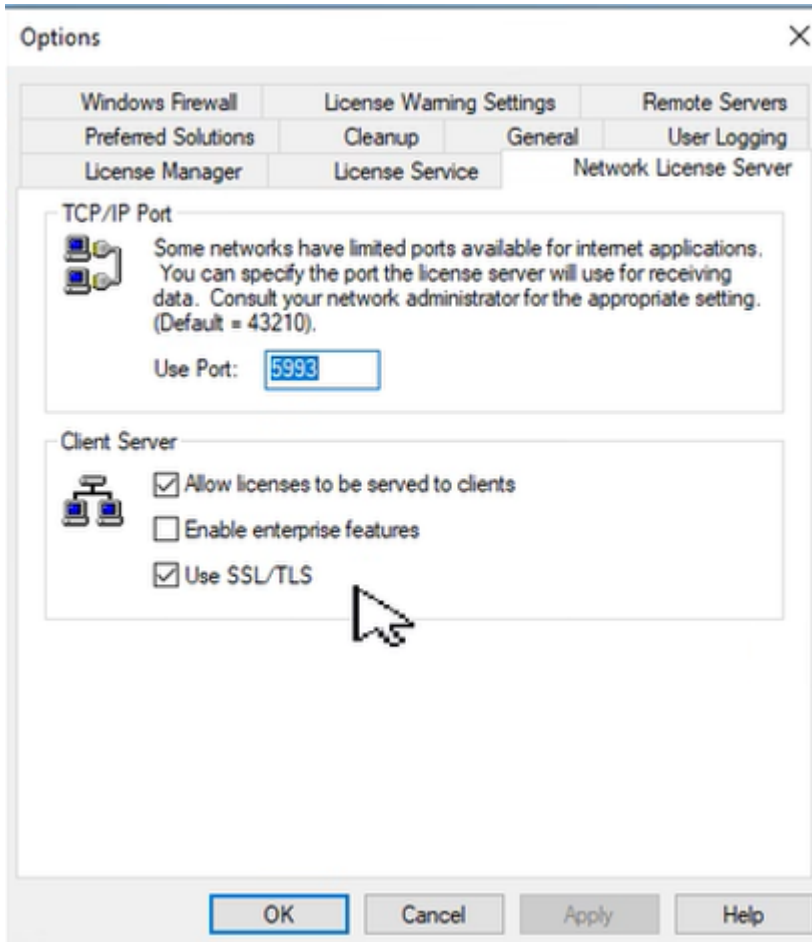 Options
Windows Firewall
License Warning Settings
Remote Servers
Preferred Solutions
Cleanup
General
User Logging
License Manager
License Service
Network License Server
TCP/IP Port
Some networks have limited ports available for internet applications.
You can specify the port the license server will use for receiving
data. Consult your network administrator for the appropriate setting.
(Default = 43210).
Use Port: 5993
Client Server
Allow licenses to be served to clients
Enable enterprise features
Use SSL/TLS
OK
Cancel
Apply
Help